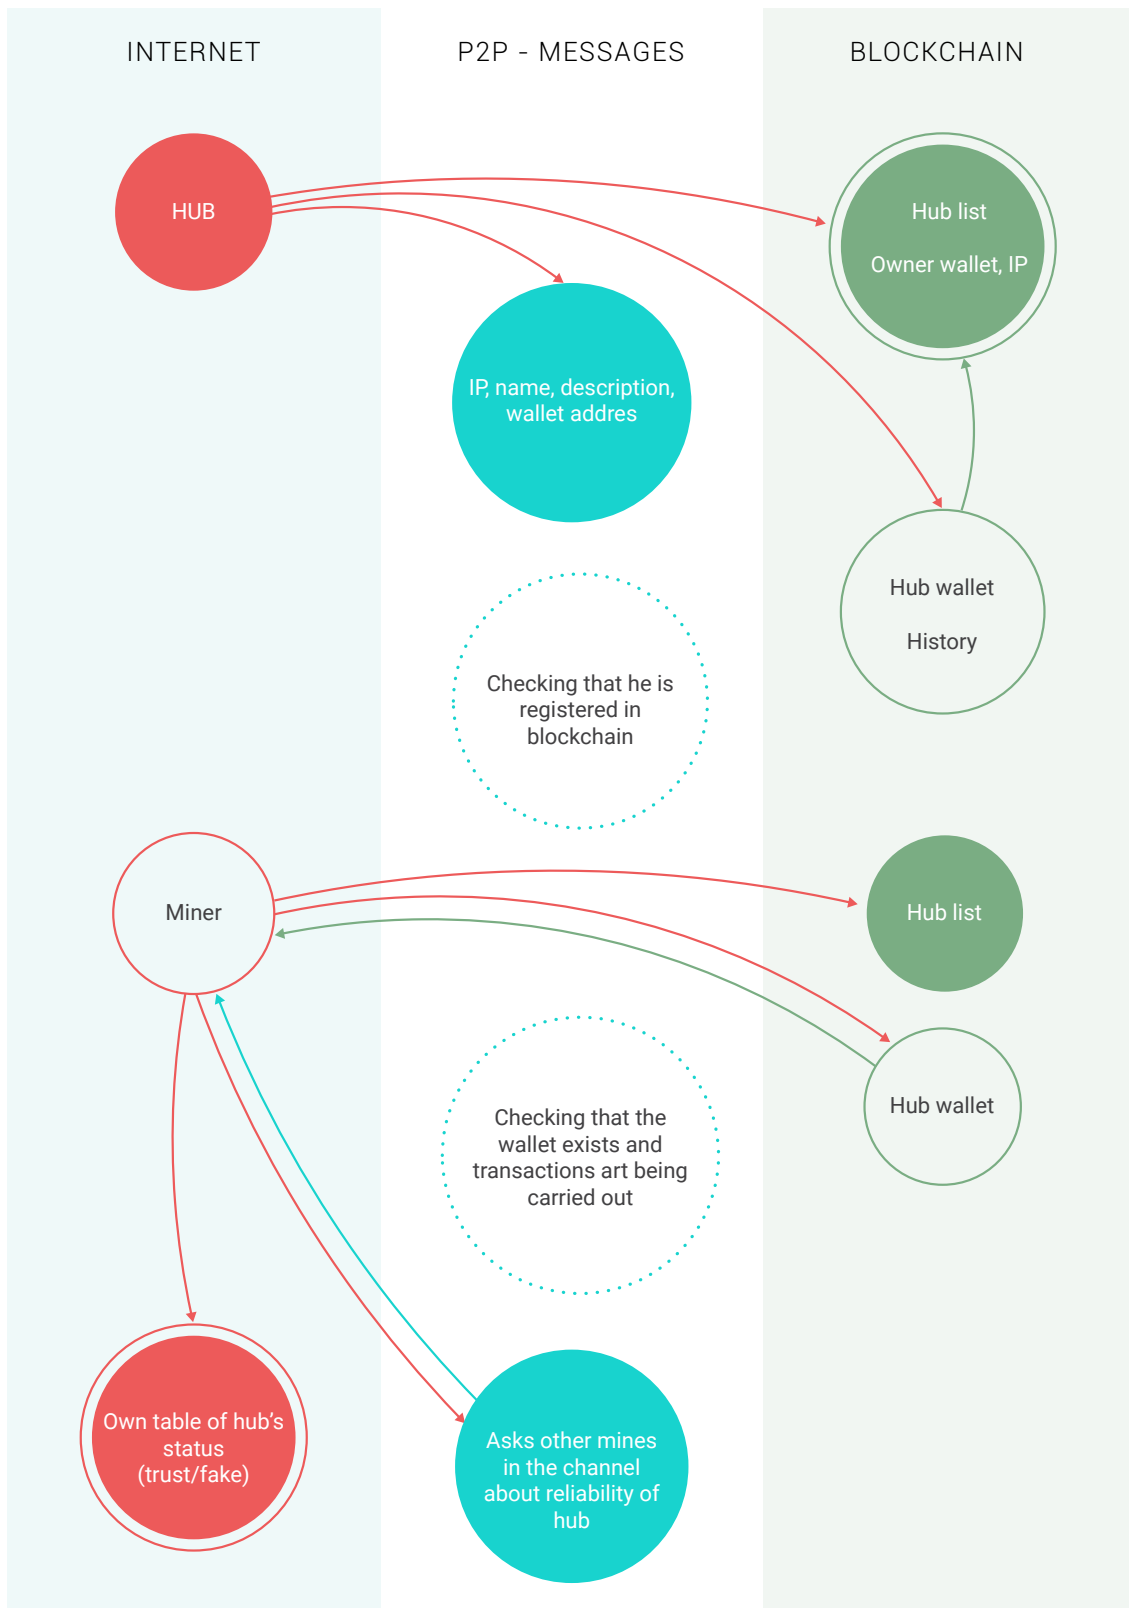 INTERNET
P2P - MESSAGES
BLOCKCHAIN
HUB
Hub list
Owner wallet, IP
IP, name, description,
wallet addres
Hub wallet
History
Checking that he is
registered in
blockchain
Miner
Hub list
Hub wallet
Checking that the
wallet exists and
transactions art being
carried out
Own table of hub’s
status
(trust/fake)
Asks other mines
in the channel
about reliability of
hub